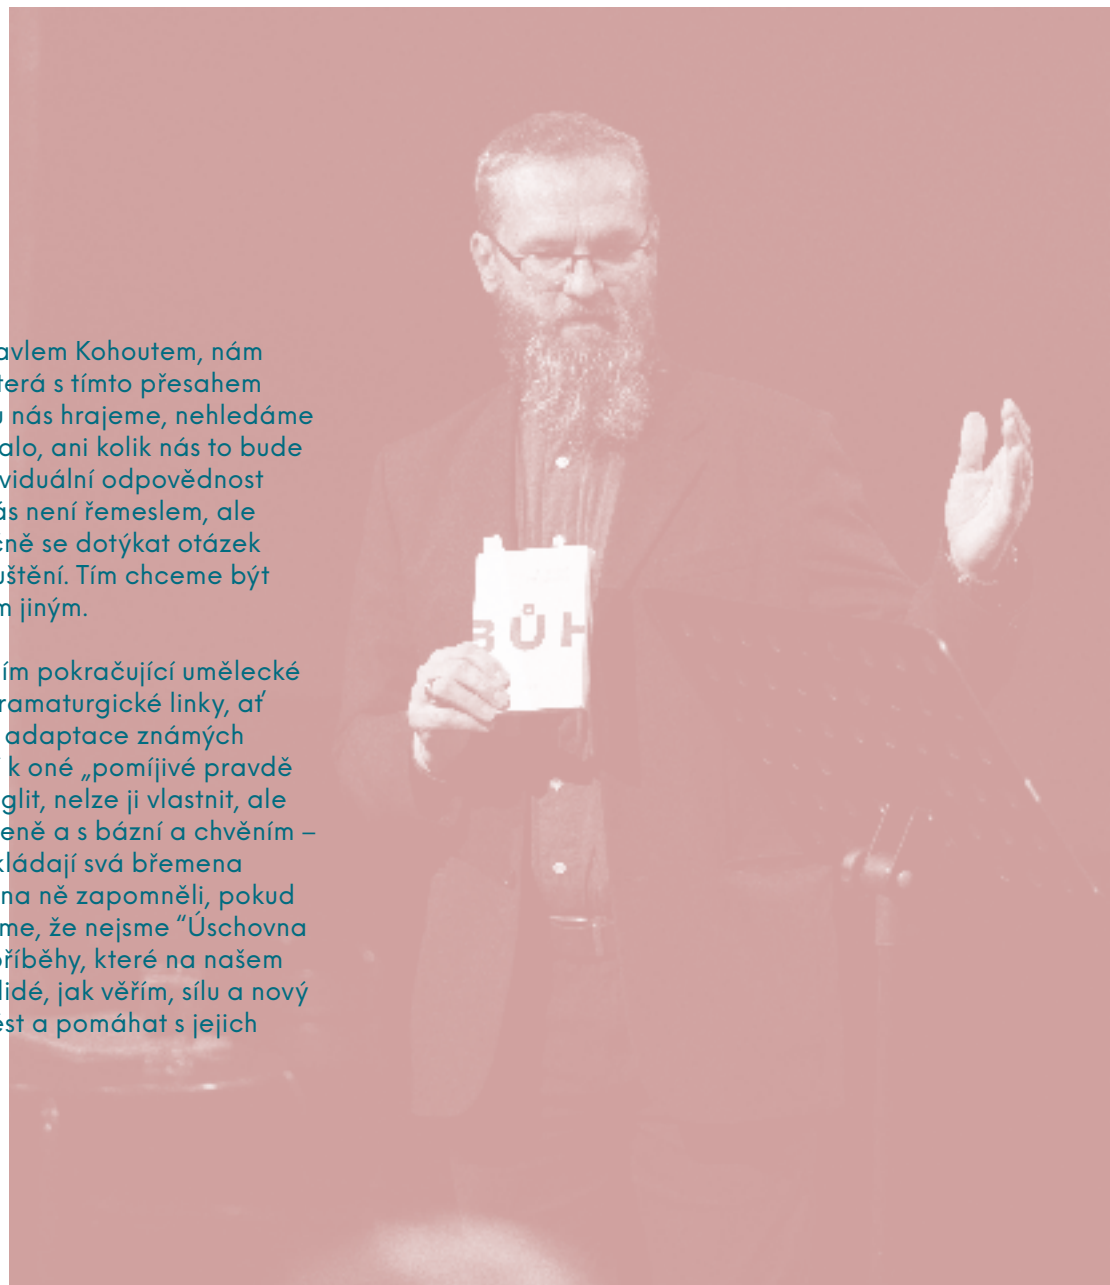 avlem Kohoutem, nám
terá s tímto přesahem
u nás hrajeme, nehledáme
alo, ani kolik nás to bude
viduální odpovědnost
ás není řemeslem, ale
cně se dotýkat otázek
uštění. Tím chceme být
m jiným.
ím pokračující umělecké
ramaturgické linky, ať
adaptace známých
k oné „pomíjivé pravdě
glit, nelze ji vlastnit, ale
eně a s bázní a chvěním –
kládají svá břemena
na ně zapomněli, pokud
me, že nejsme “Úschovna
příběhy, které na našem
lidé, jak věřím, sílu a nový
ést a pomáhat s jejich
BŮH